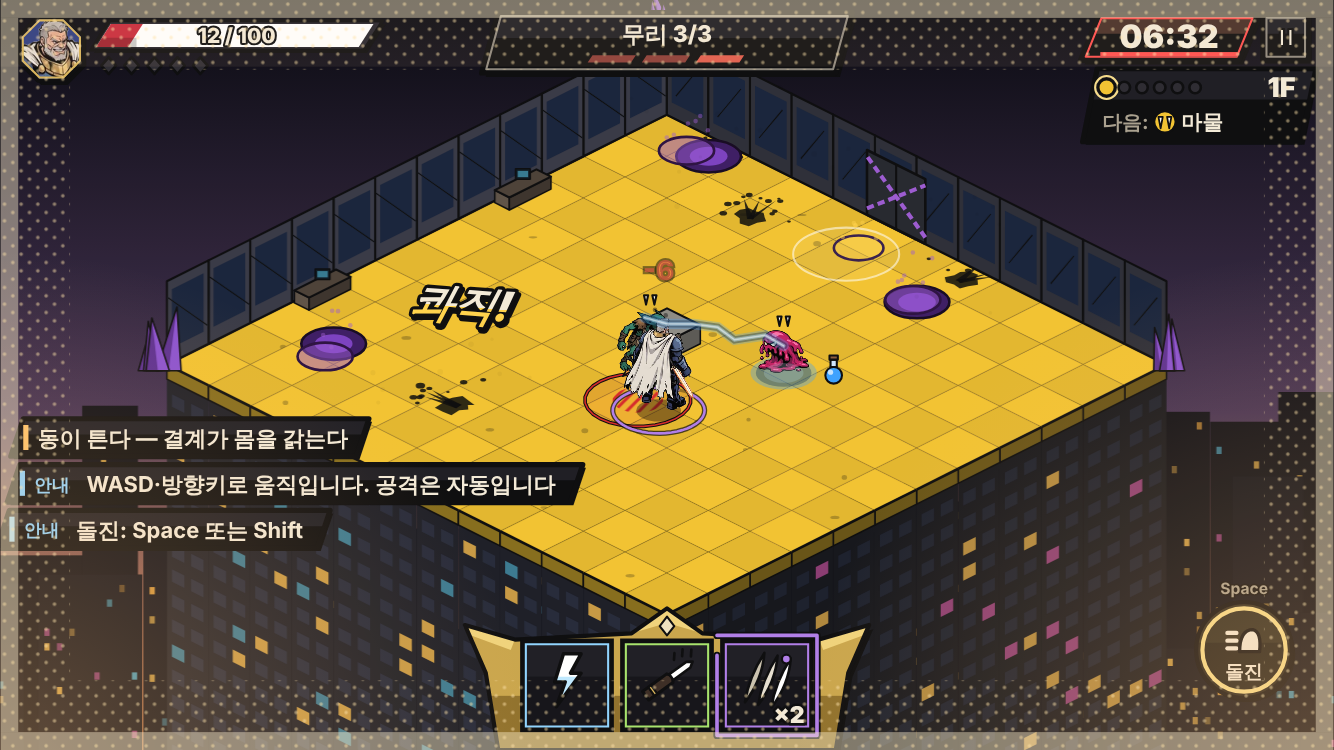 12 / 100
무리 3/3
06:32
1F
다음: 마물
-6
콰직!
동이 튼다 — 결계가 몸을 갉는다
안내 WASD·방향키로 움직입니다. 공격은 자동입니다
안내 돌진: Space 또는 Shift
Space
돌진
×2